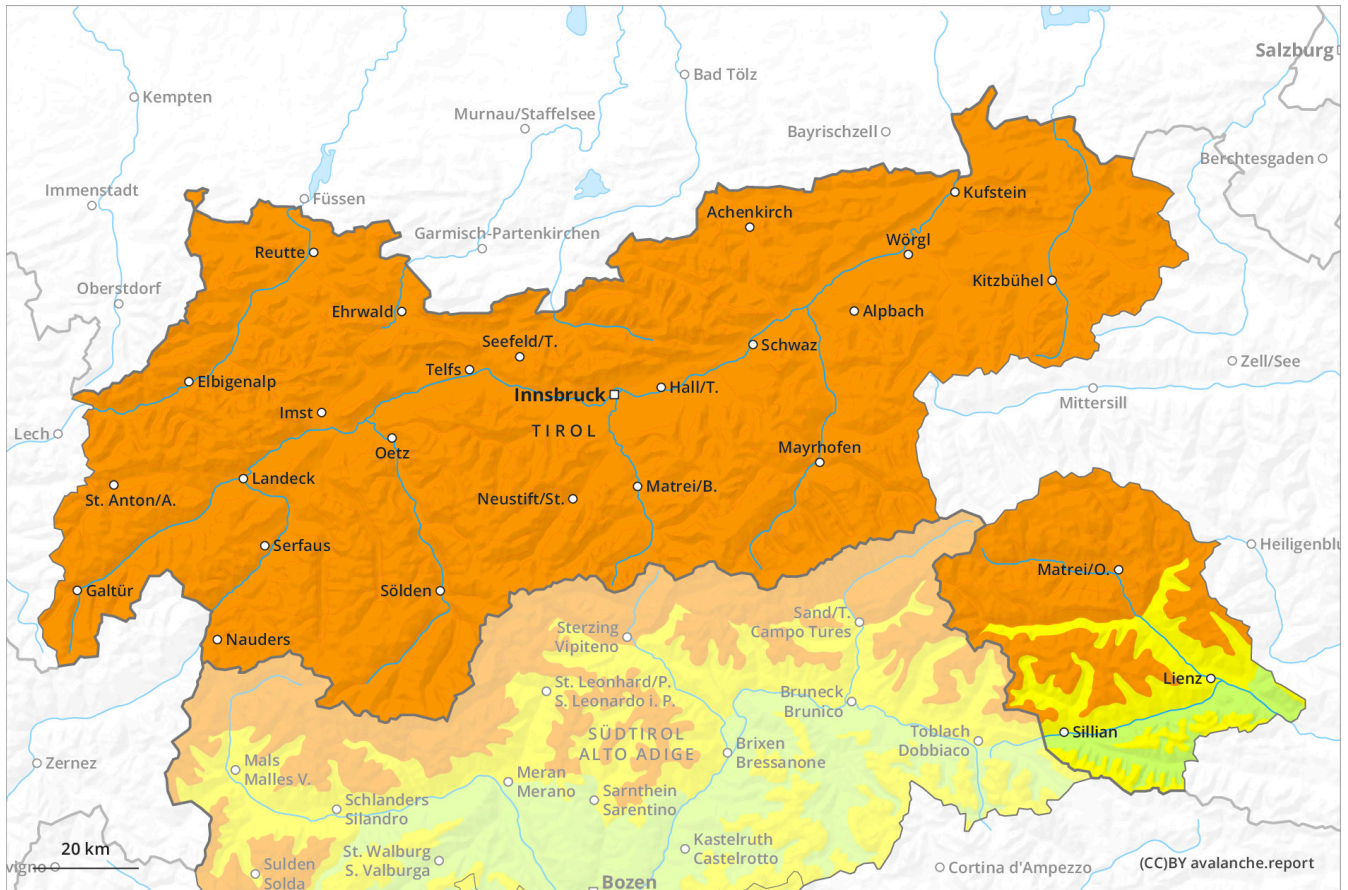 Salzburg
Bad Tölz
Kempten
Murnau/Staffelsee
Bayrischzell
Berchtesgaden
Immenstadt
Füssen
Kufstein
Achenkirch
Garmisch-Partenkirchen
Wörgl
Reutte
Kitzbühel
Oberstdorf
Ehrwald
Alpbach
Seefeld/T.
Schwaz
Zell/See
Telfs
Elbigenalp
Hall/T.
Innsbruck
Mittersill
Imst
TIROL
Lech
Mayrhofen
Oetz
Landeck
Matrei/B.
St. Anton/A.
Neustift/St.
Serfaus
Heiligenblu
Matrei/O.
Galtür
Sölden
Sand/T.
Campo Tures
Sterzing
Vipiteno
Nauders
Lienz
St. Leonhard/P.
S. Leonardo i. P.
Bruneck
Brunico
Sillian
SÜDTIROL
ALTO ADIGE
Toblach
Dobbiaco
Brixen
Bressanone
Zernez
Mals
Malles V.
Meran
Merano
Sarnthein
Sarentino
Schlanders
Silandro
Kastelruth
Castelrotto
20 km
St. Walburg
S. Valburga
vigno
Sulden
Solda
Cortina d'Ampezzo
(CC)BY avalanche.report
Bozen